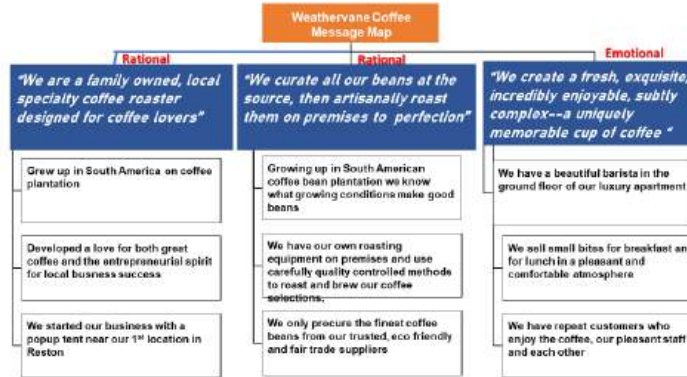 Weathervane Coffee
Message Map
Rational
Rational
Emotional
"We are a family owned, local
specialty coffee roaster
designed for coffee lovers"
Grew up in South America on coffee
plantation
Developed a love for both great
coffee and the entrepreneurial spirit
for local business success
We started our business with a
popup tent near our 1st location in
Reston
"We curate all our beans at the
source, then artisanally roast
them on premises to perfection"
Growing up in South American
coffee bean plantation we know
what growing conditions make good
beans
We have our own roasting
equipment on premises and use
carefully quality controlled methods
to roast and brew our coffee
selections.
We only procure the finest coffee
beans from our trusted, eco friendly
and fair trade suppliers
"We create a fresh, exquisite,
incredibly enjoyable, subtly
complex--a uniquely
memorable cup of coffee "
We have a beautiful barista in the
ground floor of our luxury apartment
We sell small bites for breakfast an
for lunch in a pleasant and
comfortable atmosphere
We have repeat customers who
enjoy the coffee, our pleasant staff
and each other